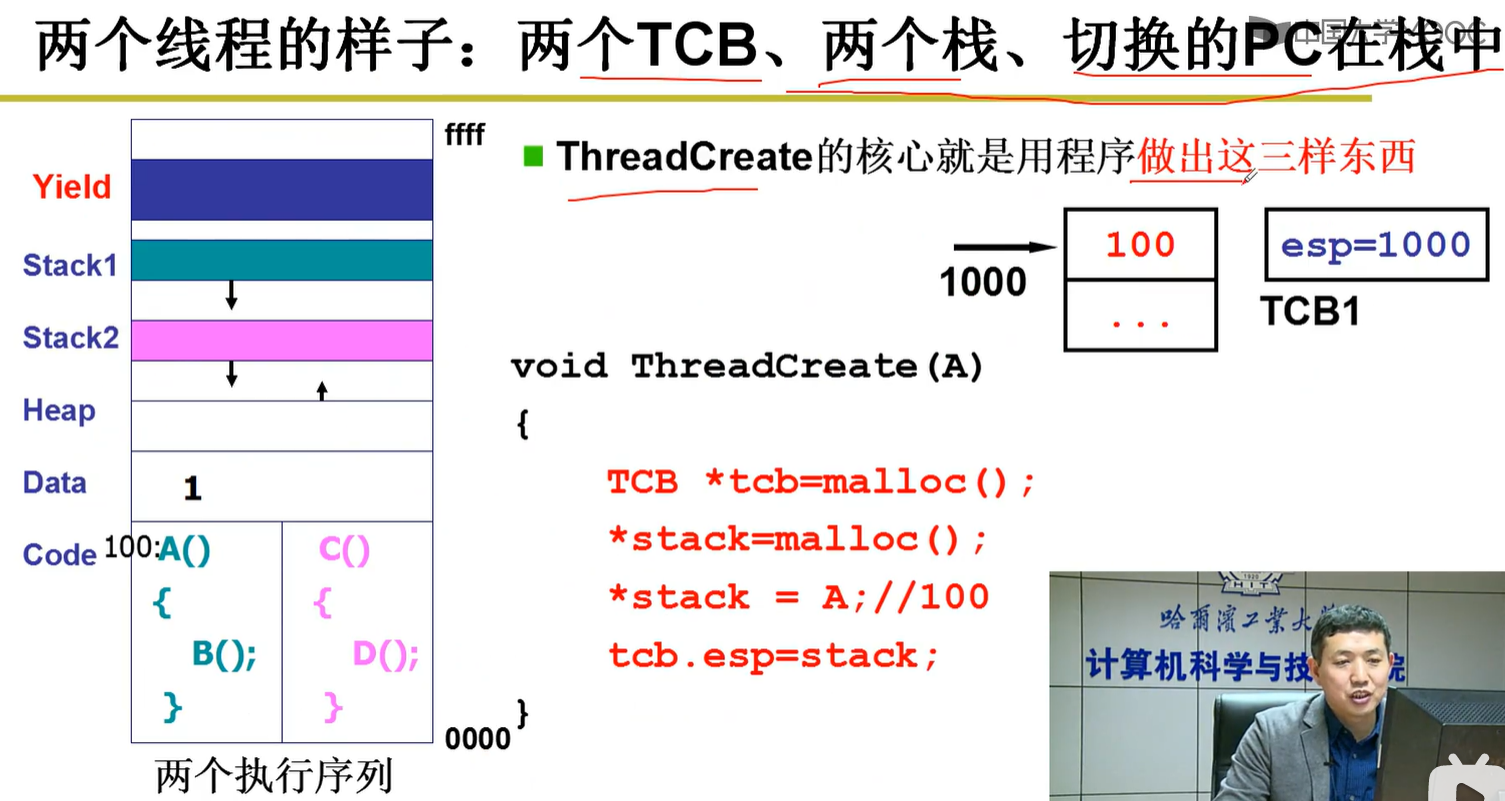 两个线程的样子：两个TCB、两个栈、切换的PC在栈中
中国大学MOOC
ffff
Yield
Stack1
Stack2
Heap
Data
1
Code
100:A()
{
B();
}
C()
{
D();
}
0000
两个执行序列
ThreadCreate的核心就是用程序做出这三样东西
1000
100
...
esp=1000
TCB1
void ThreadCreate(A)
{
TCB *tcb=malloc();
*stack=malloc();
*stack = A;//100
tcb.esp=stack;
}
1920
HIT
哈爾濱工業大
计算机科学与技 院